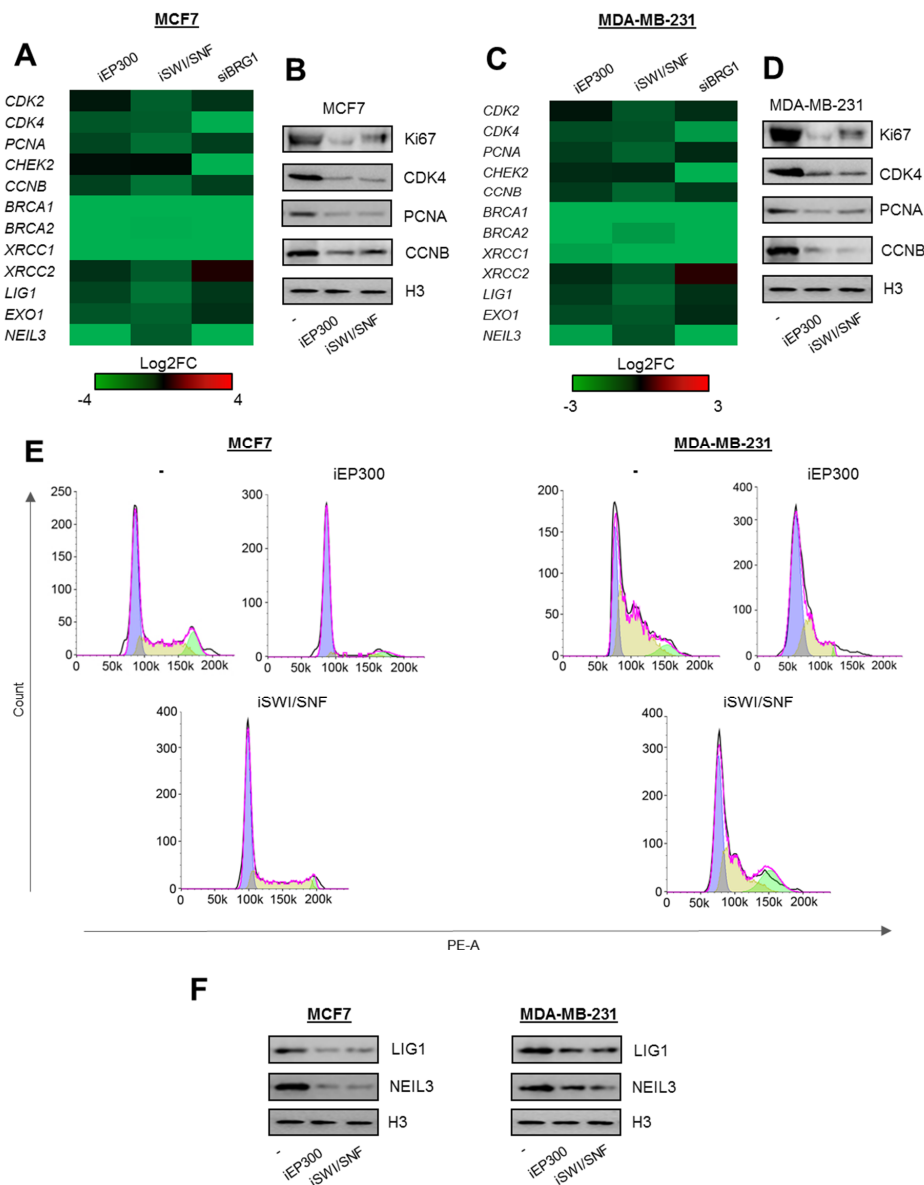 MCF7
A
iEP300
iSWI/SNF
siBRG1
CDK2
CDK4
PCNA
CHEK2
CCNB
BRCA1
BRCA2
XRCC1
XRCC2
LIG1
EXO1
NEIL3
Log2FC
-4
4
B
MCF7
Ki67
CDK4
PCNA
CCNB
H3
-
iEP300
iSWI/SNF
MDA-MB-231
C
iEP300
iSWI/SNF
siBRG1
CDK2
CDK4
PCNA
CHEK2
CCNB
BRCA1
BRCA2
XRCC1
XRCC2
LIG1
EXO1
NEIL3
Log2FC
-3
3
D
MDA-MB-231
Ki67
CDK4
PCNA
CCNB
H3
-
iEP300
iSWI/SNF
E
MCF7
-
250
200
150
100
50
0
0 50k 100k 150k 200k
iEP300
300
200
100
0
0 50k 100k 150k 200k
iSWI/SNF
400
300
200
100
0
0 50k 100k 150k 200k
MDA-MB-231
-
200
150
100
50
0
0 50k 100k 150k 200k
iEP300
400
300
200
100
0
0 50k 100k 150k 200k
iSWI/SNF
400
300
200
100
0
0 50k 100k 150k 200k
Count
PE-A
F
MCF7
LIG1
NEIL3
H3
-
iEP300
iSWI/SNF
MDA-MB-231
LIG1
NEIL3
H3
-
iEP300
iSWI/SNF